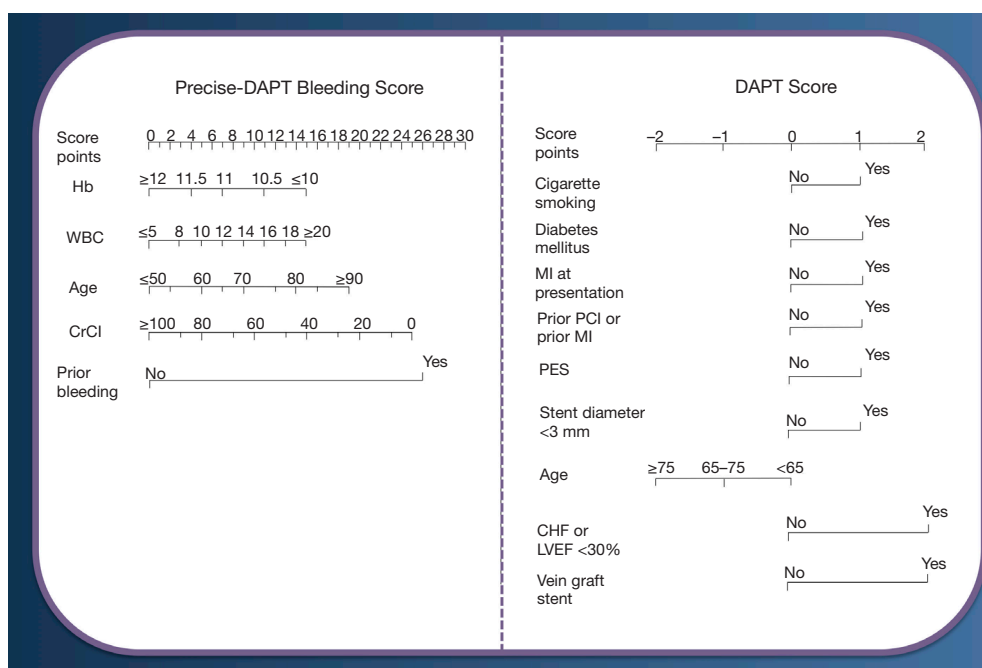 Precise-DAPT Bleeding Score
Score
points
0 2 4 6 8 10 12 14 16 18 20 22 24 26 28 30
Hb
≥12 11.5 11 10.5 ≤10
WBC
≤5 8 10 12 14 16 18 ≥20
Age
≤50 60 70 80 ≥90
CrCl
≥100 80 60 40 20 0
Prior
bleeding
No Yes
DAPT Score
Score
points
–2 –1 0 1 2
Cigarette
smoking
No Yes
Diabetes
mellitus
No Yes
MI at
presentation
No Yes
Prior PCI or
prior MI
No Yes
PES
No Yes
Stent diameter
<3 mm
No Yes
Age
≥75 65–75 <65
CHF or
LVEF <30%
No Yes
Vein graft
stent
No Yes